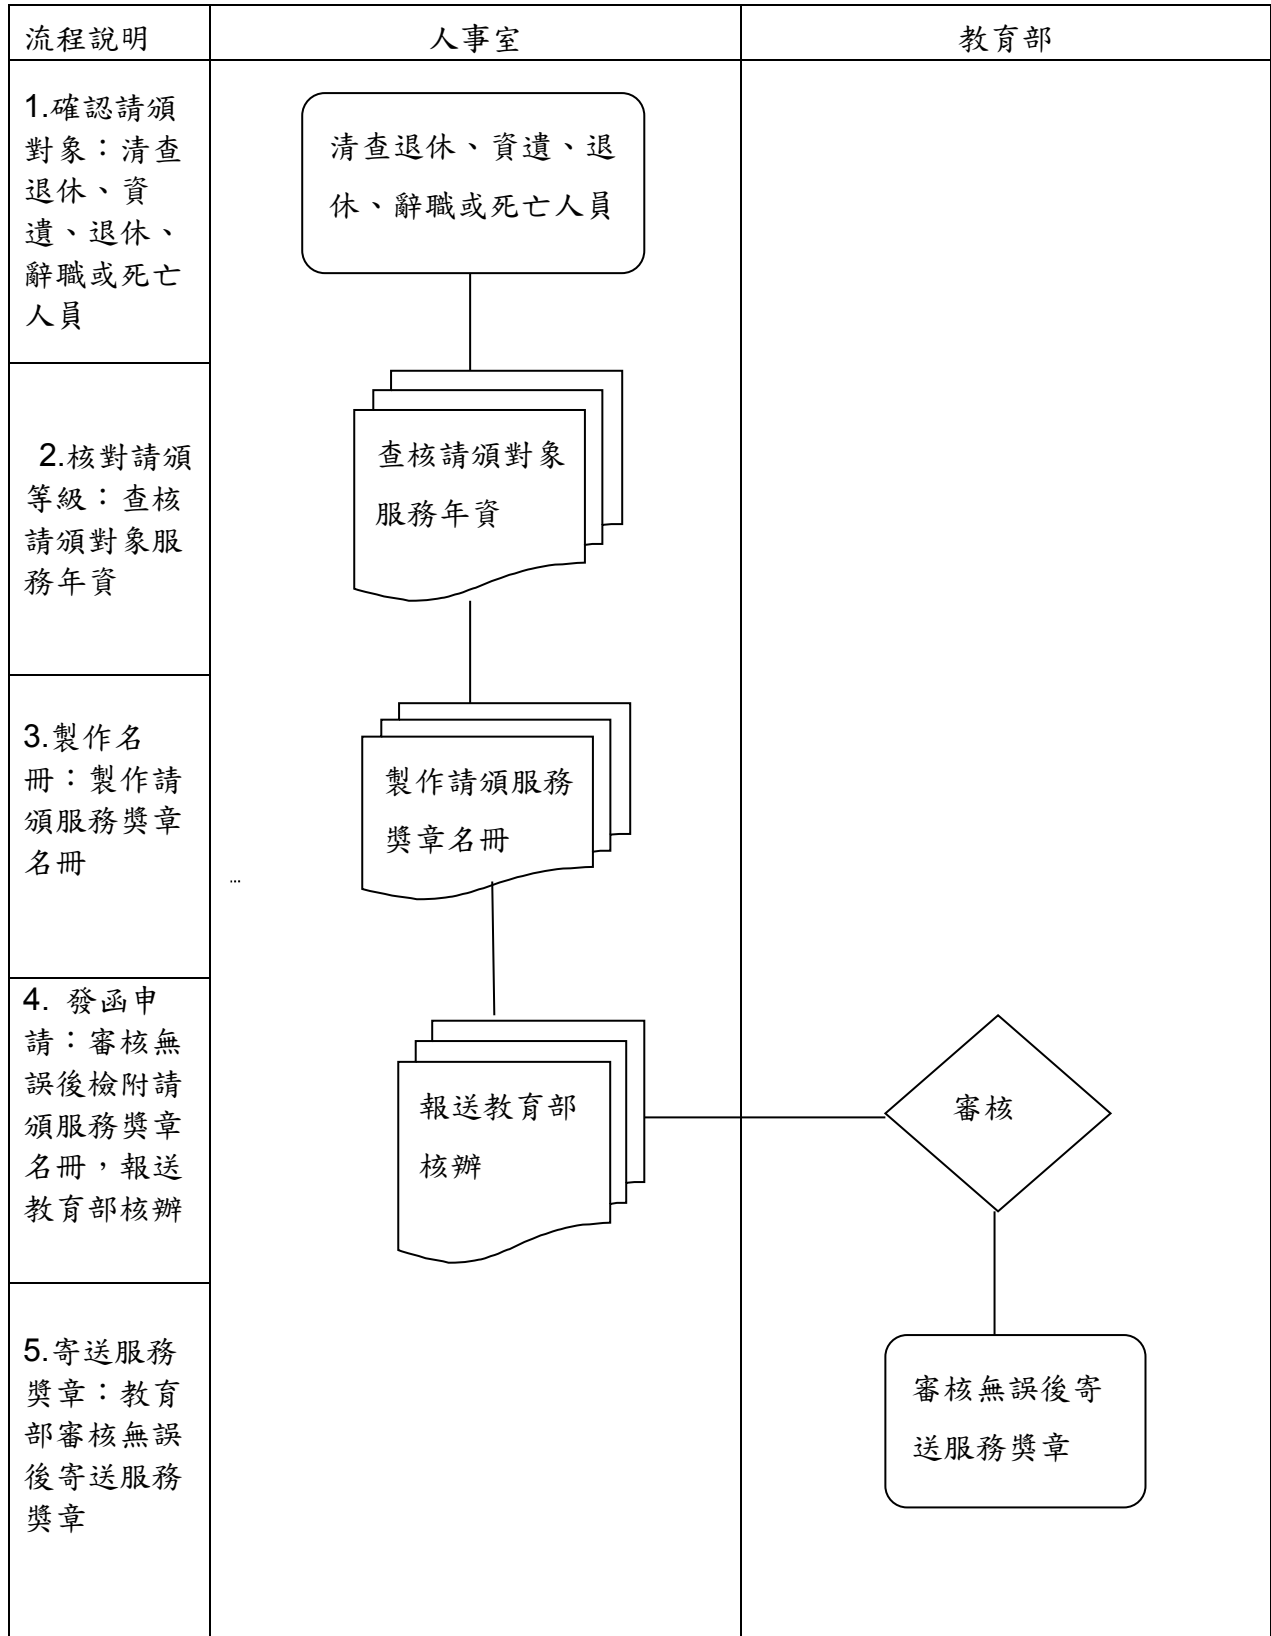 流程說明
人事室
教育部
1.確認請頒
對象：清查
退休、資
遺、退休、
辭職或死亡
人員
清查退休、資遺、退
休、辭職或死亡人員
2.核對請頒
等級：查核
請頒對象服
務年資
查核請頒對象
服務年資
3.製作名
冊：製作請
頒服務獎章
名冊
製作請頒服務
獎章名冊
...
4. 發函申
請：審核無
誤後檢附請
頒服務獎章
名冊，報送
教育部核辦
報送教育部
核辦
審核
5.寄送服務
獎章：教育
部審核無誤
後寄送服務
獎章
審核無誤後寄
送服務獎章